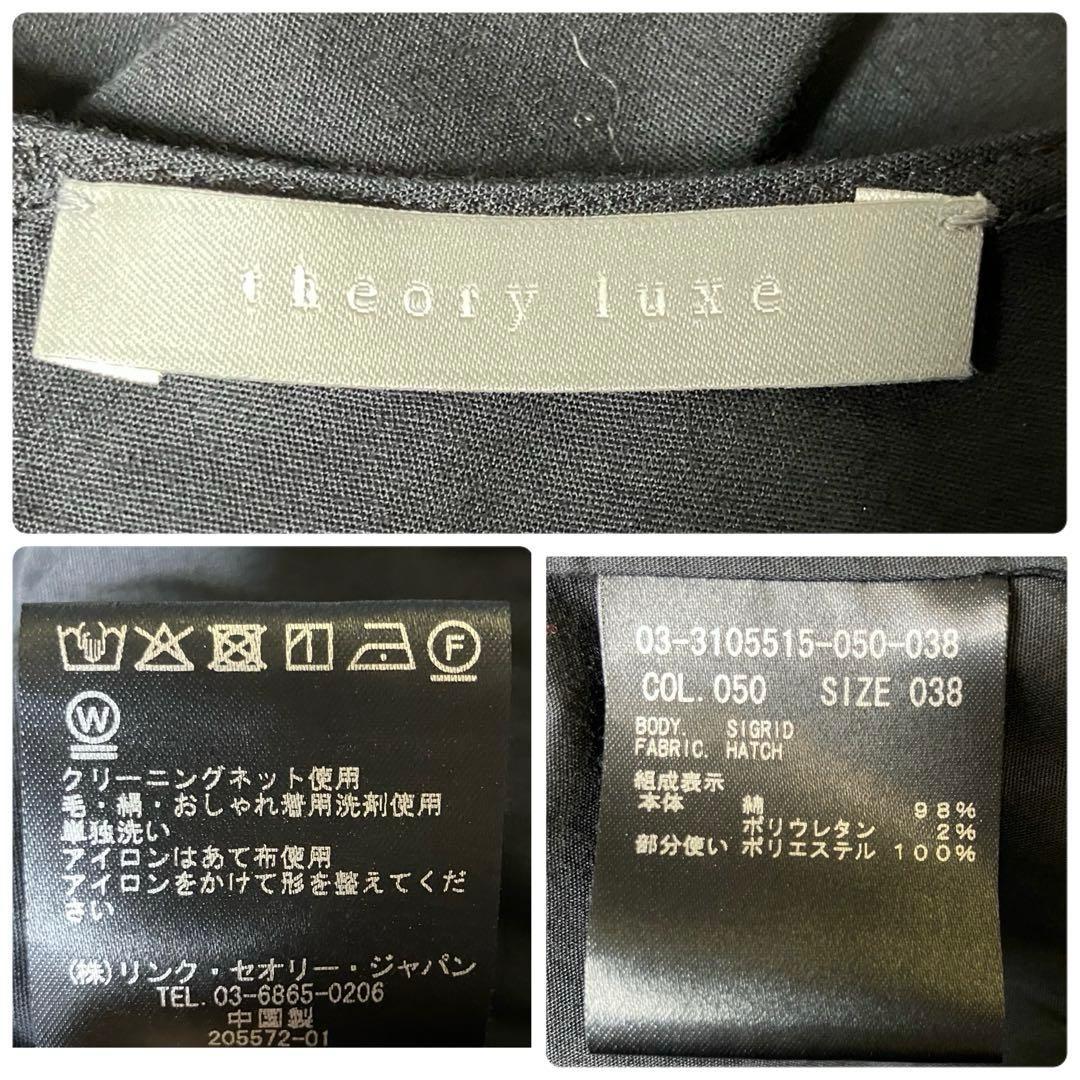 theory luxe
F
W
クリーニングネット使用
毛・絹・おしゃれ着用洗剤使用
単独洗い
アイロンはあて布使用
アイロンをかけて形を整えてくだ
さい
(株)リンク・セオリー・ジャパン
TEL.03-6865-0206
中国製
205572-01
03-3105515-050-038
COL.050 SIZE 038
BODY. SIGRID
FABRIC. HATCH
組成表示
本体 綿 98%
ポリウレタン 2%
部分使い ポリエステル 100%